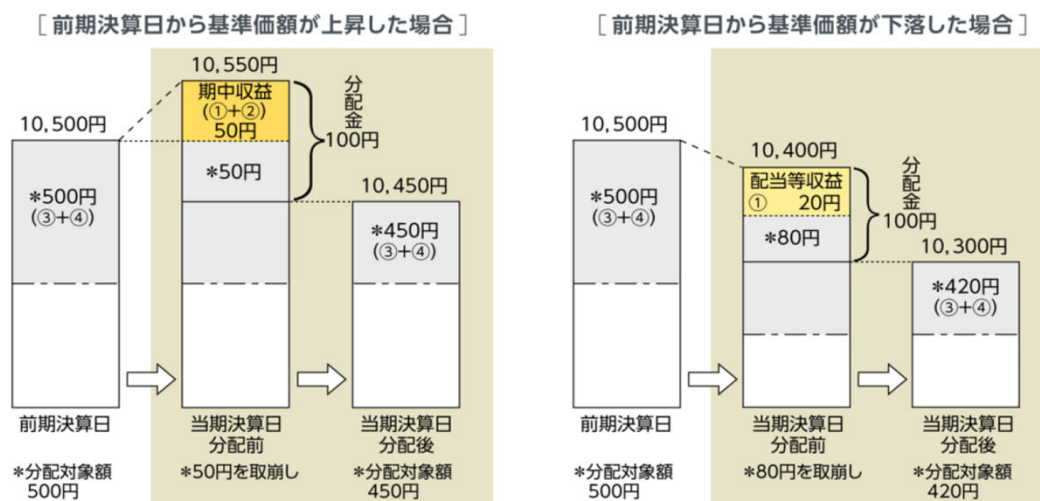 [前期決算日から基準価額が上昇した場合]
10,550円
期中収益
(①+②)
50円
分配金
100円
10,500円
*500円
(③+④)
*50円
10,450円
*450円
(③+④)
前期決算日
当期決算日
分配前
当期決算日
分配後
*分配対象額
500円
*50円を取崩し
*分配対象額
450円
[前期決算日から基準価額が下落した場合]
10,500円
*500円
(③+④)
10,400円
配当等収益
① 20円
分配金
100円
*80円
10,300円
*420円
(③+④)
前期決算日
当期決算日
分配前
当期決算日
分配後
*分配対象額
500円
*80円を取崩し
*分配対象額
420円